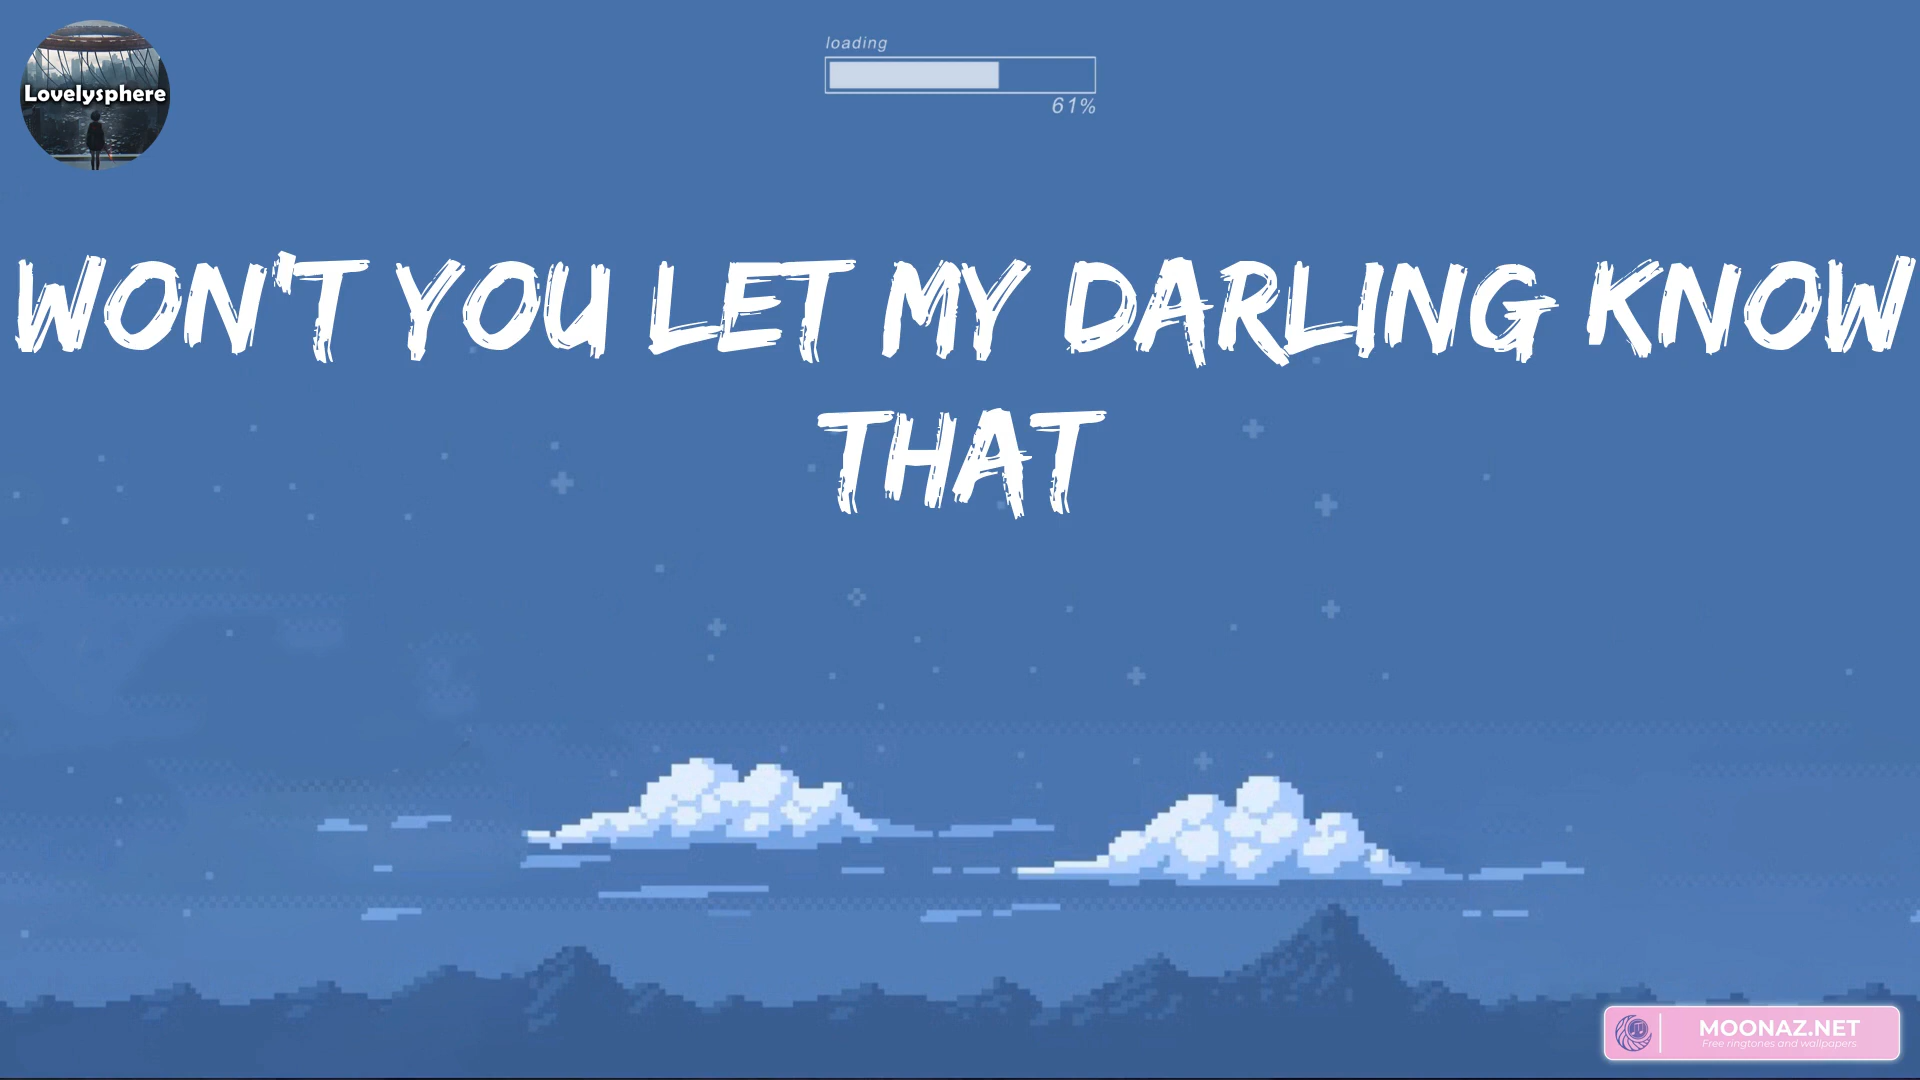 loading
61%
Lovelysphere
WON'T YOU LET MY DARLING KNOW
THAT
MOONAZ.NET
Free ringtones and wallpapers